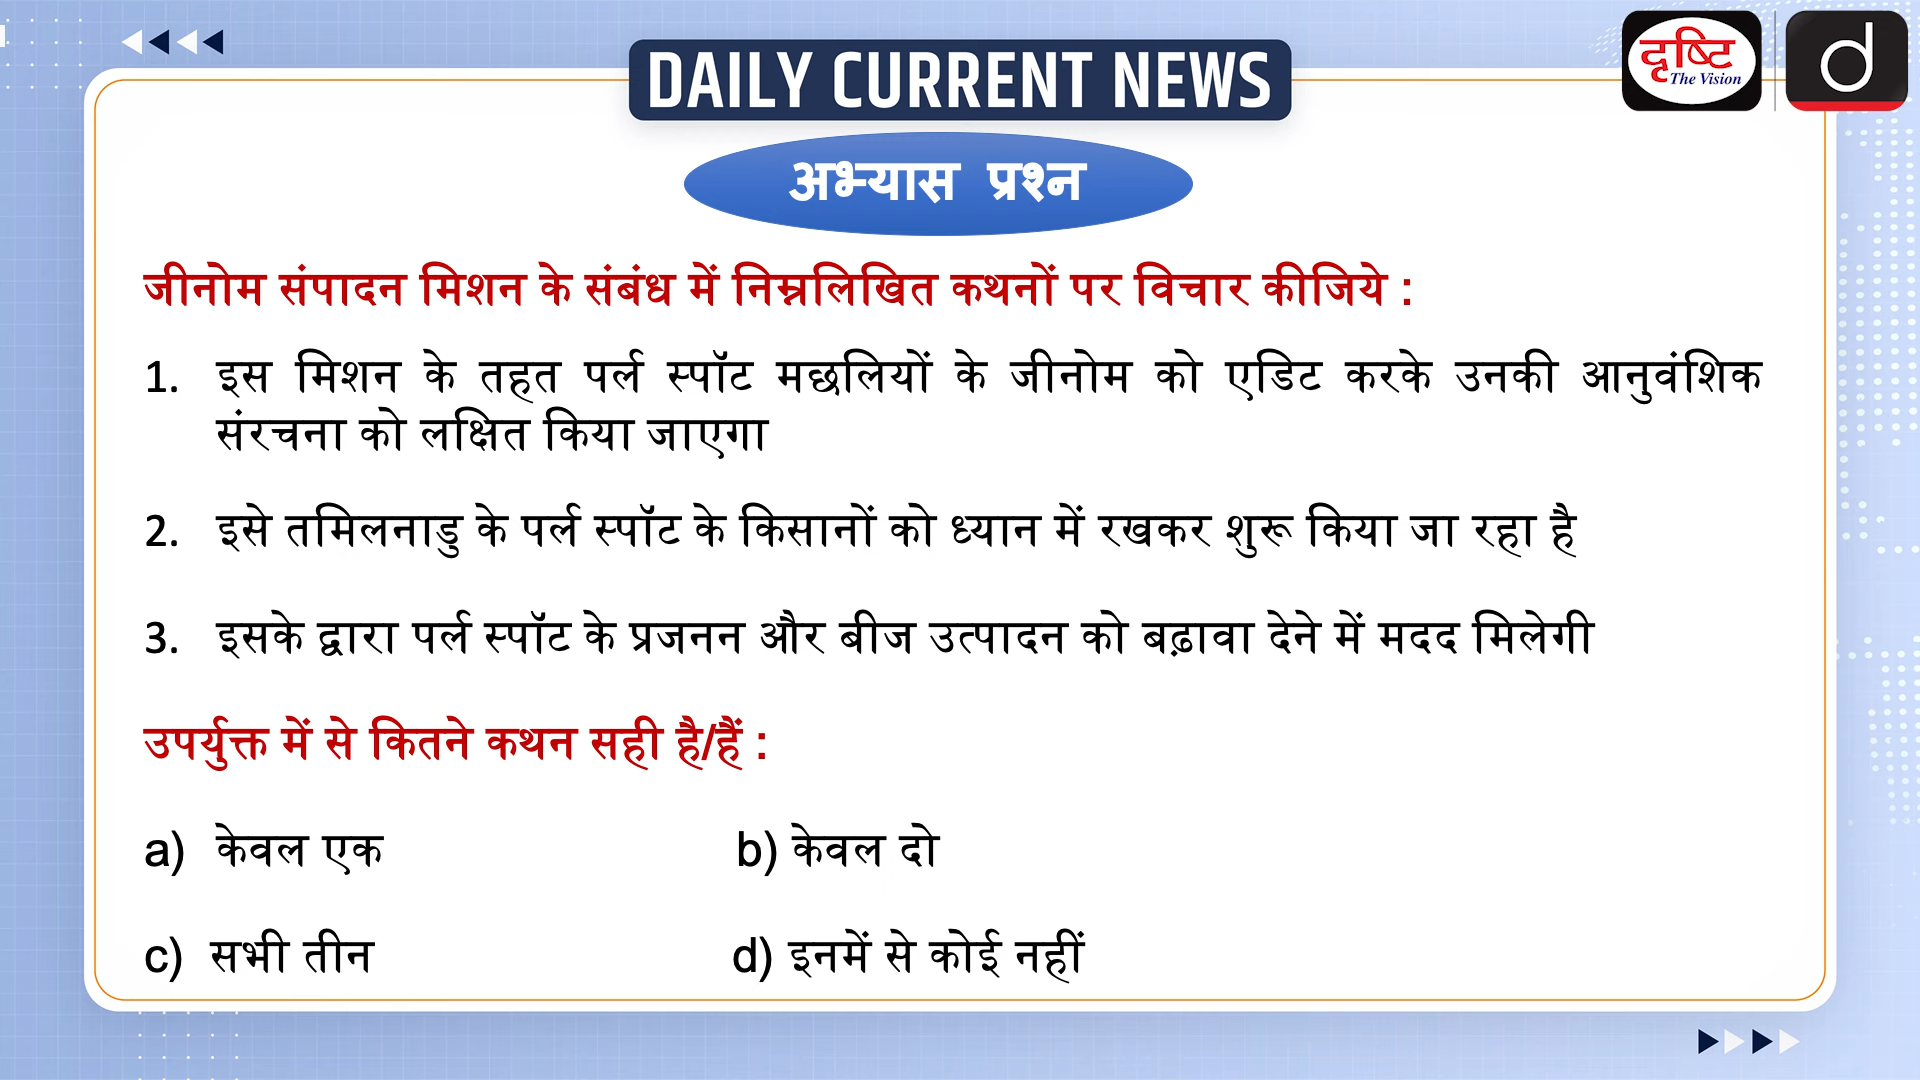 DAILY CURRENT NEWS
दृष्टि
The Vision
d
अभ्यास प्रश्न
जीनोम संपादन मिशन के संबंध में निम्नलिखित कथनों पर विचार कीजिये :
1. इस मिशन के तहत पर्ल स्पॉट मछलियों के जीनोम को एडिट करके उनकी आनुवंशिक
संरचना को लक्षित किया जाएगा
2. इसे तमिलनाडु के पर्ल स्पॉट के किसानों को ध्यान में रखकर शुरू किया जा रहा है
3. इसके द्वारा पर्ल स्पॉट के प्रजनन और बीज उत्पादन को बढ़ावा देने में मदद मिलेगी
उपर्युक्त में से कितने कथन सही है/हैं :
a) केवल एक b) केवल दो
c) सभी तीन d) इनमें से कोई नहीं